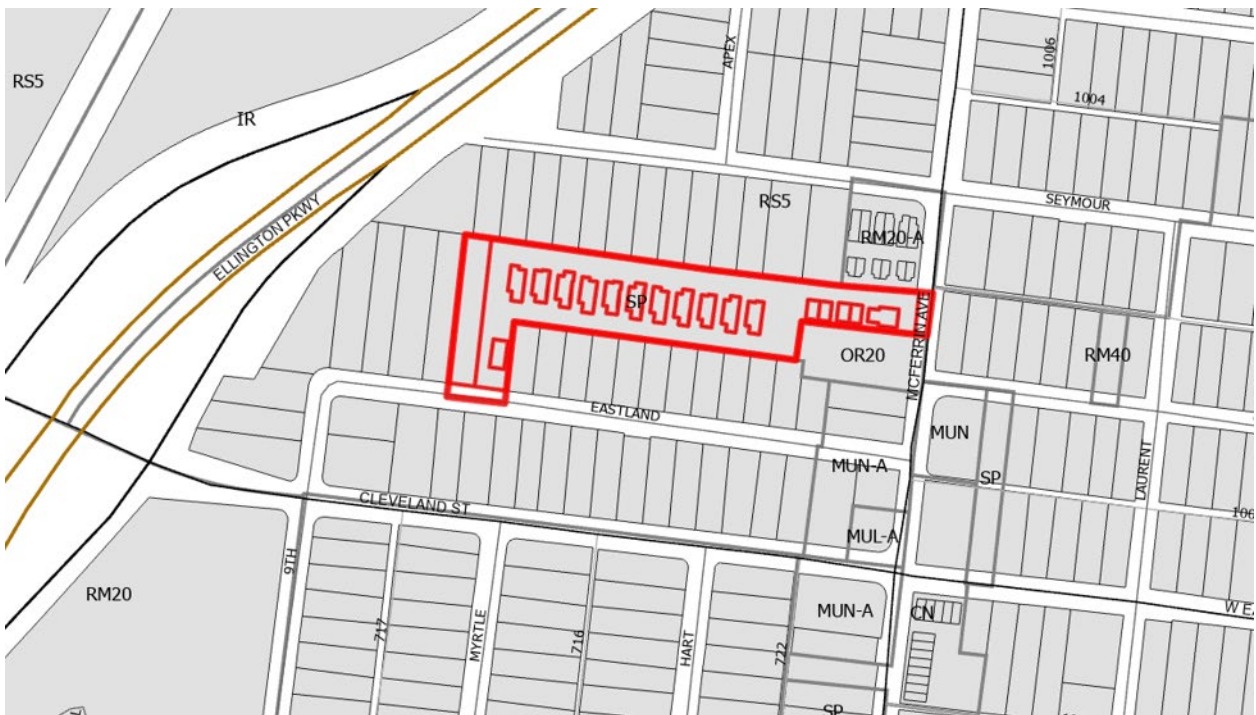 APEX
1006
RS5
1004
IR
ELLINGTON PKWY
RS5
SEYMOUR
RM20-A
SP
MCFERRIN AVE
OR20
RM40
EASTLAND
MUN
MUN-A
LAURENT
SP
CLEVELAND ST
MUL-A
9TH
RM20
MUN-A
CN
717
MYRTLE
716
HART
722
SP